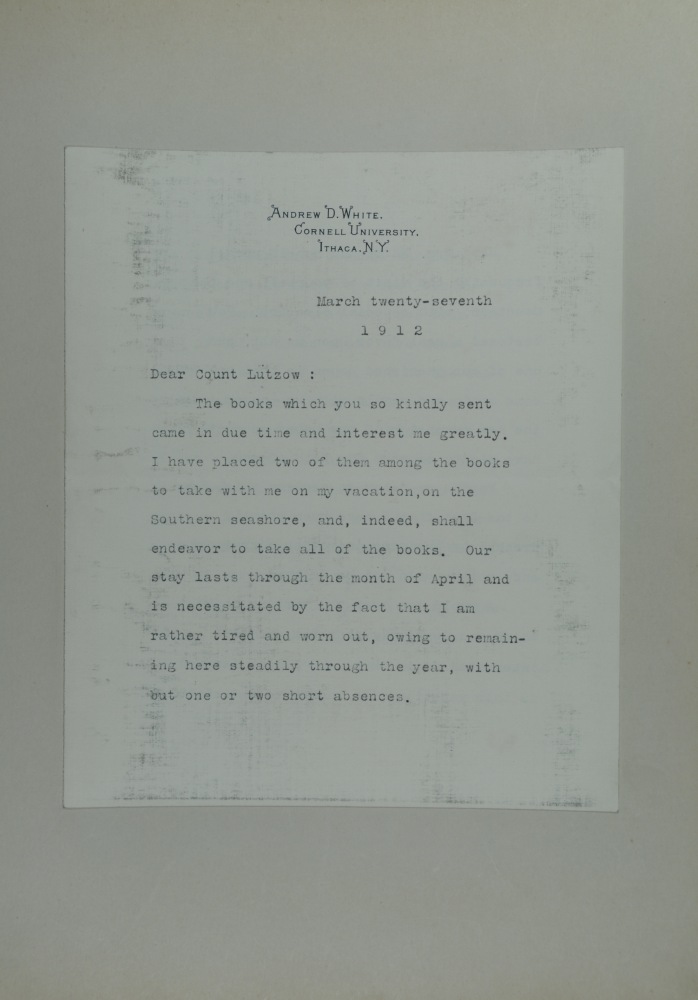 Andrew D. White.
Cornell University,
Ithaca. N.Y.
March twenty-seventh
1 9 1 2
Dear Count Lutzow :
The books which you so kindly sent
came in due time and interest me greatly.
I have placed two of them among the books
to take with me on my vacation,on the
Southern seashore, and, indeed, shall
endeavor to take all of the books. Our
stay lasts through the month of April and
is necessitated by the fact that I am
rather tired and worn out, owing to remain-
ing here steadily through the year, with
but one or two short absences.